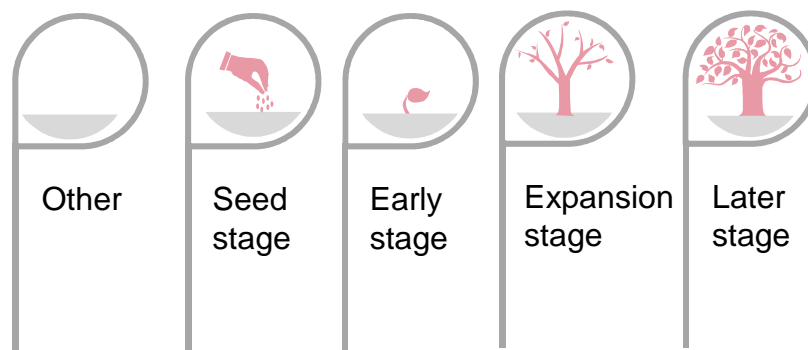 Other
Seed
stage
Early
stage
Expansion
stage
Later
stage